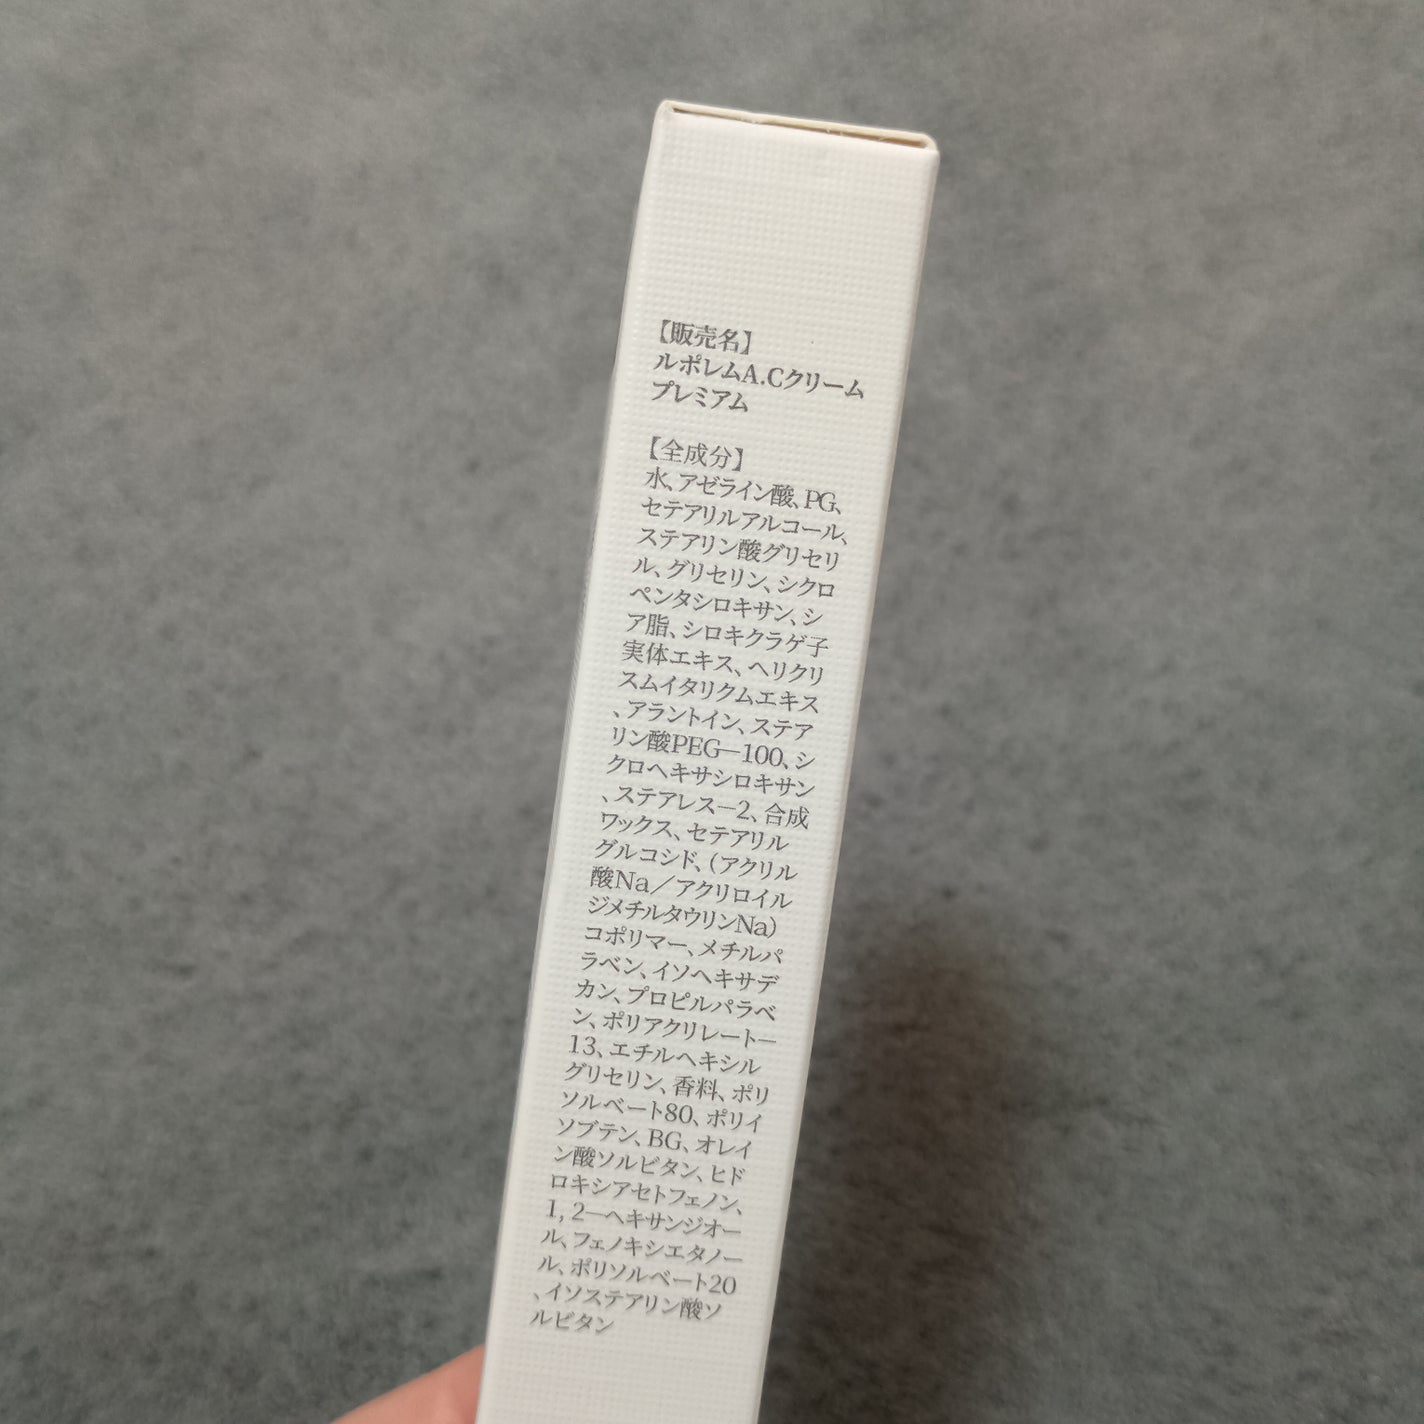 【販売名】
ルポレムA.Cクリーム
プレミアム
【全成分】
水、アゼライン酸、PG、
セテアリルアルコール、
ステアリン酸グリセリ
ル、グリセリン、シクロ
ペンタシロキサン、シ
ア脂、シロキクラゲ子
実体エキス、ヘリクリ
スムイタリクムエキス
、アラントイン、ステア
リン酸PEG－100、シ
クロヘキサシロキサン
、ステアレス－2、合成
ワックス、セテアリル
グルコシド、（アクリル
酸Na／アクリロイル
ジメチルタウリンNa）
コポリマー、メチルパ
ラベン、イソヘキサデ
カン、プロピルパラベ
ン、ポリアクリレート－
13、エチルヘキシル
グリセリン、香料、ポリ
ソルベート80、ポリイ
ソブテン、BG、オレイ
ン酸ソルビタン、ヒド
ロキシアセトフェノン、
1，2－ヘキサンジオー
ル、フェノキシエタノー
ル、ポリソルベート20
、イソステアリン酸ソ
ルビタン